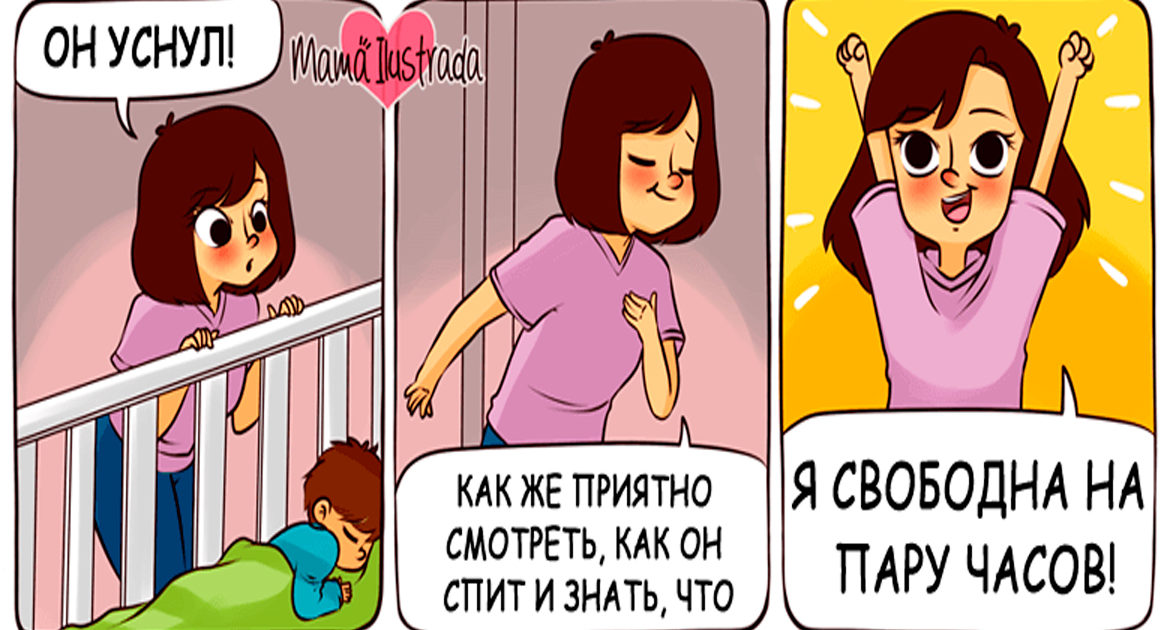 ОН УСНУЛ!
Mamá Ilustrada
КАК ЖЕ ПРИЯТНО
СМОТРЕТЬ, КАК ОН
СПИТ И ЗНАТЬ, ЧТО
Я СВОБОДНА НА
ПАРУ ЧАСОВ!